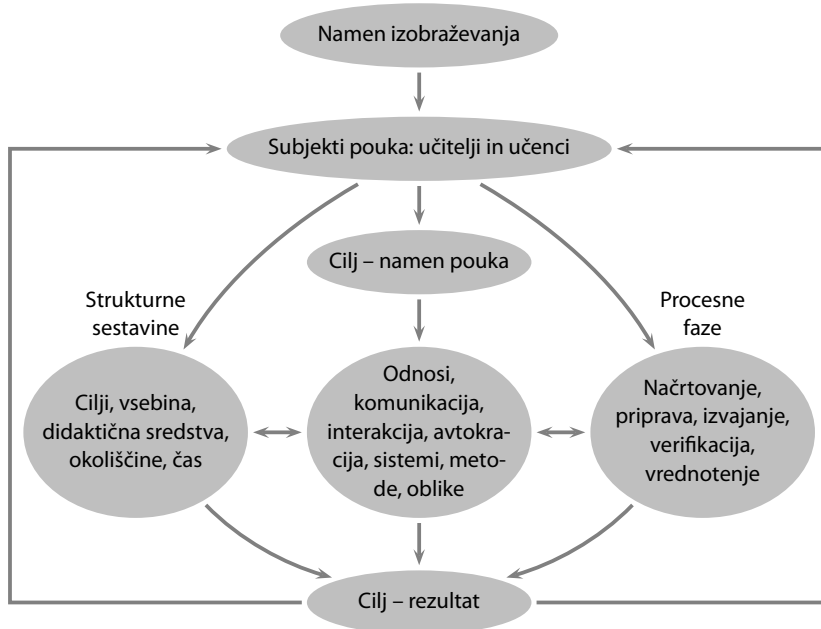 Namen izobraževanja
Subjekti pouka: učitelji in učenci
Cilj – namen pouka
Strukturne
sestavine
Procesne
faze
Cilji, vsebina,
didaktična sredstva,
okoliščine, čas
Odnosi,
komunikacija,
interakcija, avtokra-
cija, sistemi, meto-
de, oblike
Načrtovanje,
priprava, izvajanje,
verifikacija,
vrednotenje
Cilj – rezultat